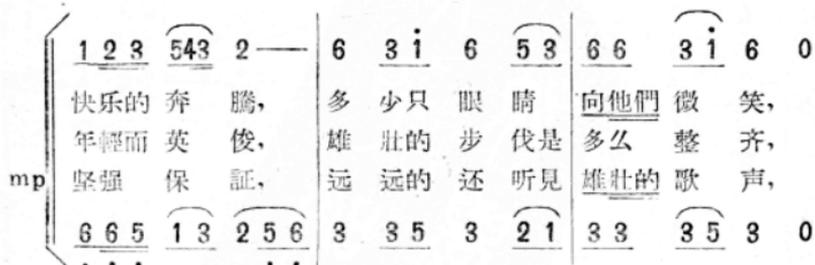 1 2 3 5 4 3 2 — — 6 3 i 6 5 3 6 6 3 i 6 0
快乐的 奔 騰, 多 少只 眼 睛 向他們 微 笑,
年輕而 英 俊, 雄 壯的 步 伐是 多么 整 齐,
mp 坚强 保 証, 远 远的 还 听見 雄壯的 歌 声,
6 6 5 1 3 2 5 6 3 3 5 3 2 1 3 3 3 5 3 0